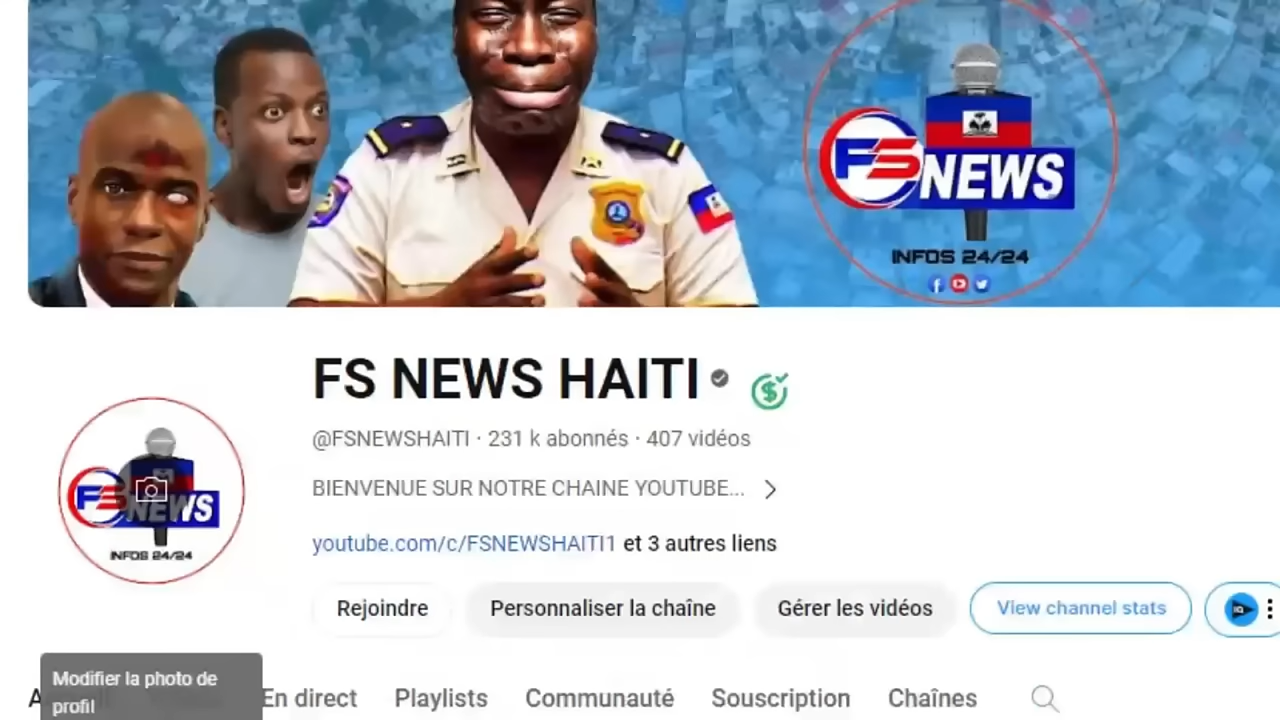 FS NEWS
INFOS 24/24
FS NEWS HAITI
@FSNEWSHAITI · 231 k abonnés · 407 vidéos
BIENVENUE SUR NOTRE CHAINE YOUTUBE...
youtube.com/c/FSNEWSHAITI1 et 3 autres liens
FS NEWS
INFOS 24/24
Rejoindre
Personnaliser la chaîne
Gérer les vidéos
View channel stats
Modifier la photo de
profil
En direct
Playlists
Communauté
Souscription
Chaînes